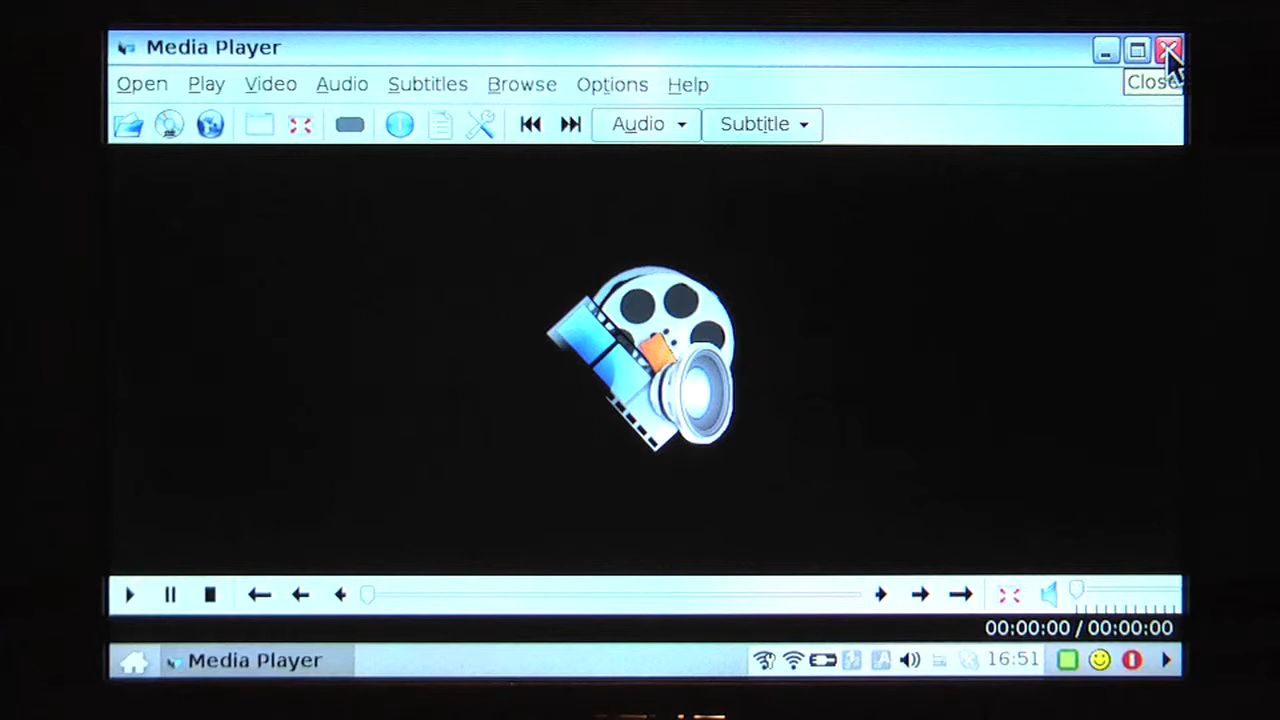 Media Player
Open Play Video Audio Subtitles Browse Options Help
Close
Audio Subtitle
00:00:00 / 00:00:00
Media Player 16:51